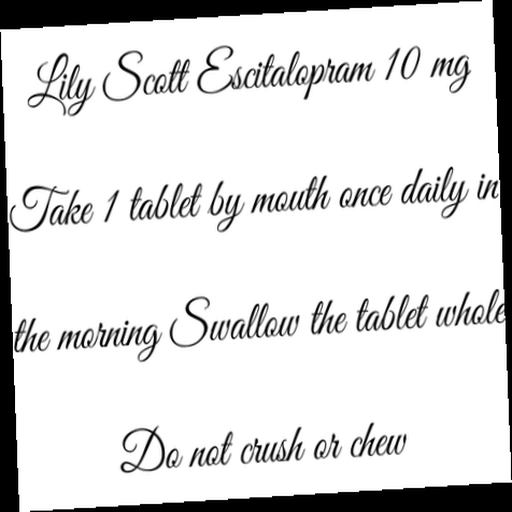 Lily Scott Escitalopram 10 mg
Take 1 tablet by mouth once daily in
the morning Swallow the tablet whole
Do not crush or chew